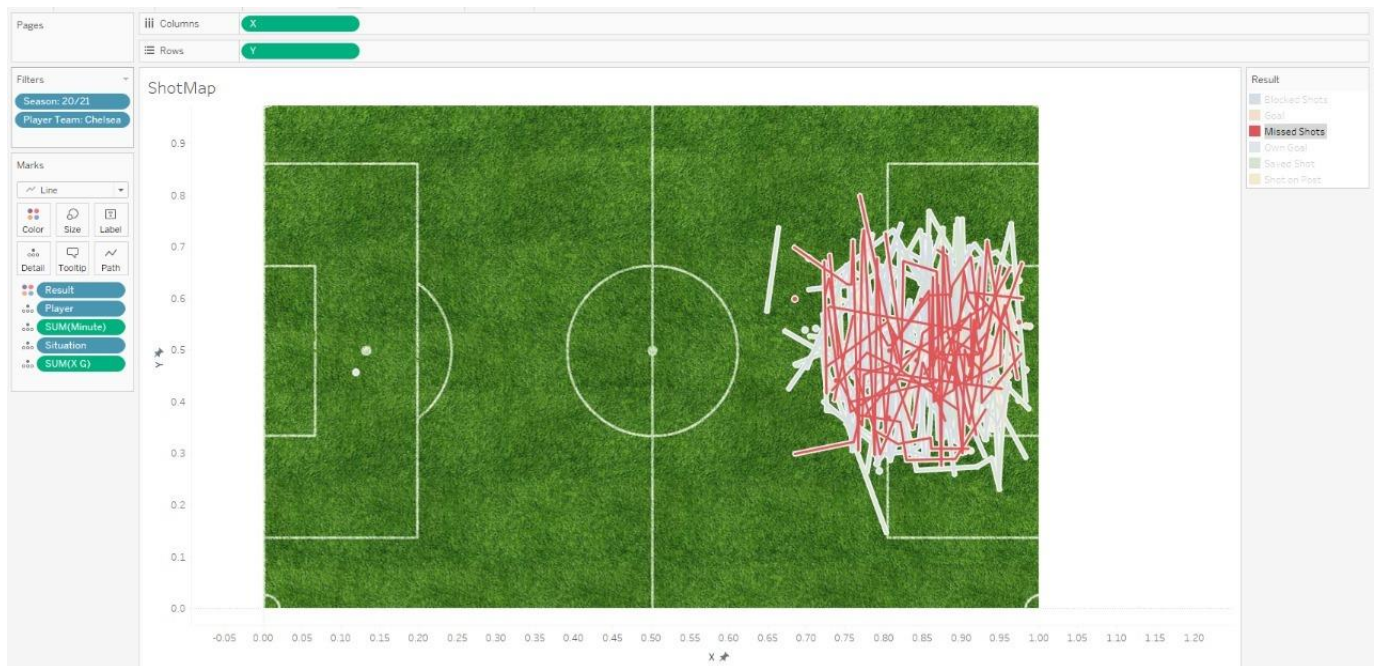 Pages
Columns
X
Rows
Y
Filters
Season: 20/21
Player Team: Chelsea
Marks
Line
Color
Size
Label
Detail
Tooltip
Path
Result
Player
SUM(Minute)
Situation
SUM(X G)
ShotMap
0.9
0.8
0.7
0.6
0.5
0.4
0.3
0.2
0.1
0.0
Y
-0.05 0.00 0.05 0.10 0.15 0.20 0.25 0.30 0.35 0.40 0.45 0.50 0.55 0.60 0.65 0.70 0.75 0.80 0.85 0.90 0.95 1.00 1.05 1.10 1.15 1.20
X
Result
Blocked Shots
Goal
Missed Shots
Own Goal
Saved Shot
Shot on Post